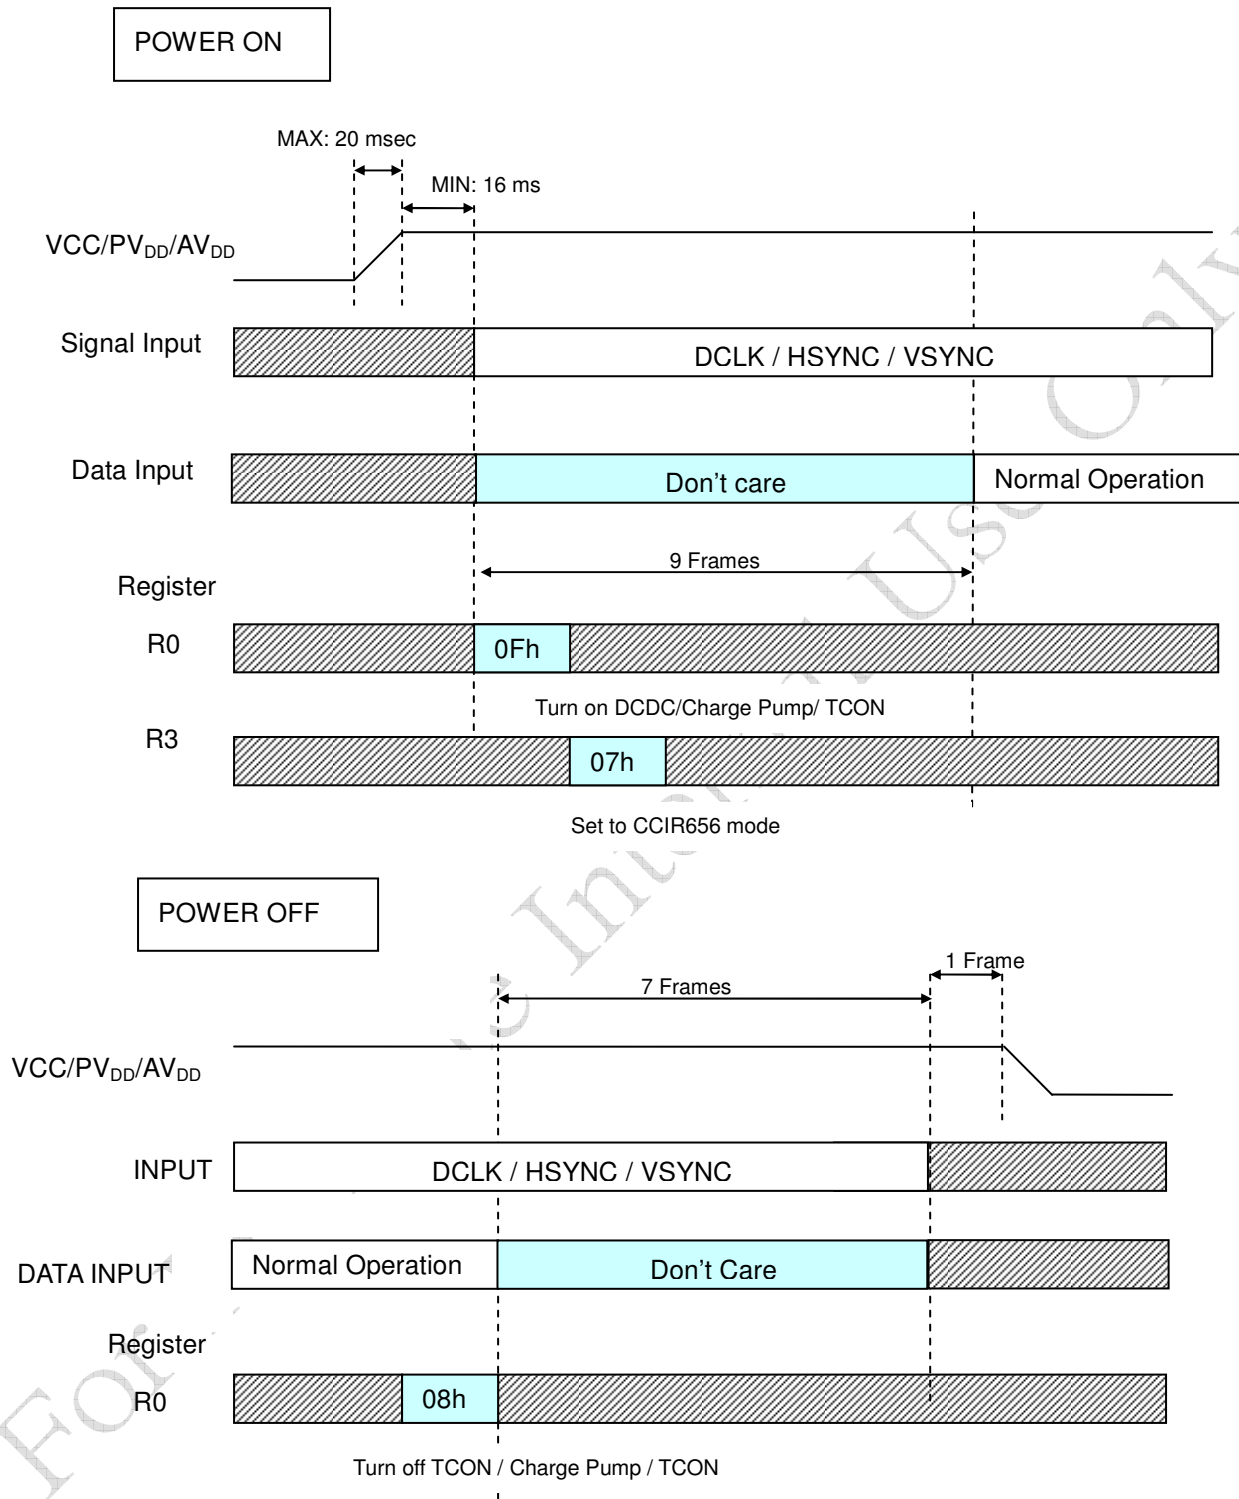 POWER ON
MAX: 20 msec
MIN: 16 ms
VCC/PVDD/AVDD
Signal Input
DCLK / HSYNC / VSYNC
Data Input
Don't care
Normal Operation
9 Frames
Register
R0
0Fh
Turn on DCDC/Charge Pump/ TCON
R3
07h
Set to CCIR656 mode
POWER OFF
1 Frame
7 Frames
VCC/PVDD/AVDD
INPUT
DCLK / HSYNC / VSYNC
DATA INPUT
Normal Operation
Don't Care
Register
R0
08h
Turn off TCON / Charge Pump / TCON
For
Use Only